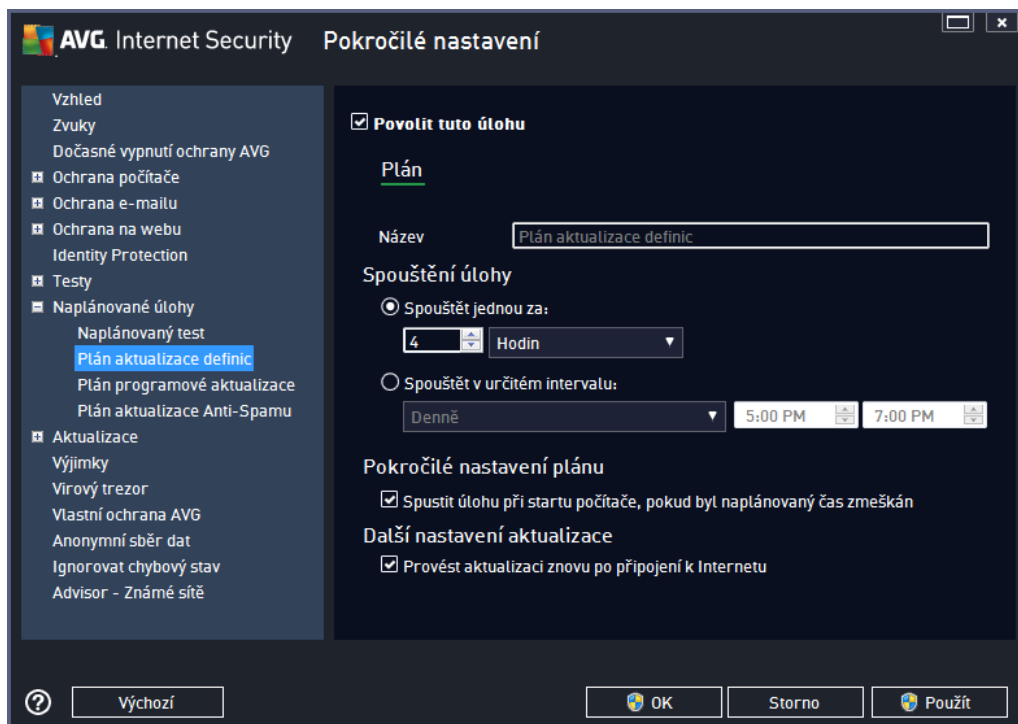 AVG. Internet Security Pokročilé nastavení
Vzhled
Zvuky
Dočasné vypnutí ochrany AVG
Ochrana počítače
Ochrana e-mailu
Ochrana na webu
Identity Protection
Testy
Naplánované úlohy
Naplánovaný test
Plán aktualizace definic
Plán programové aktualizace
Plán aktualizace Anti-Spamu
Aktualizace
Výjimky
Virový trezor
Vlastní ochrana AVG
Anonymní sběr dat
Ignorovat chybový stav
Advisor - Známé sítě
Povolit tuto úlohu
Plán
Název Plán aktualizace definic
Spouštění úlohy
Spouštět jednou za:
4 Hodin
Spouštět v určitém intervalu:
Denně 5:00 PM 7:00 PM
Pokročilé nastavení plánu
Spustit úlohu při startu počítače, pokud byl naplánovaný čas zmeškán
Další nastavení aktualizace
Provést aktualizaci znovu po připojení k Internetu
? Výchozí OK Storno Použít